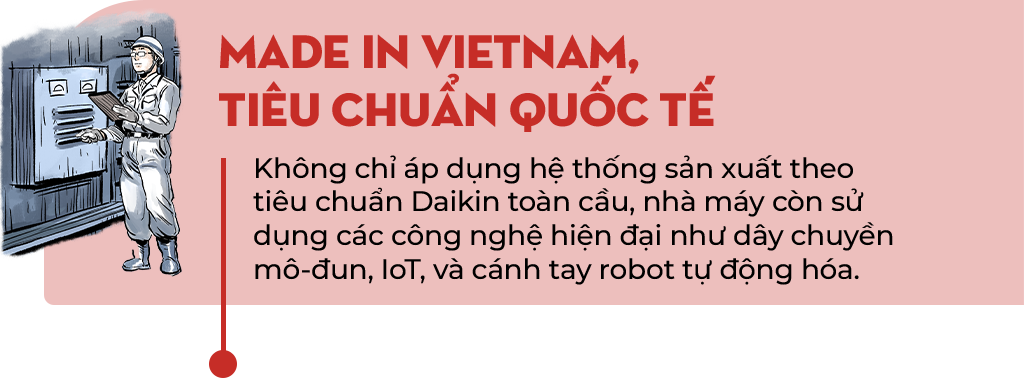 MADE IN VIETNAM,
TIÊU CHUẨN QUỐC TẾ
Không chỉ áp dụng hệ thống sản xuất theo
tiêu chuẩn Daikin toàn cầu, nhà máy còn sử
dụng các công nghệ hiện đại như dây chuyền
mô-đun, IoT, và cánh tay robot tự động hóa.